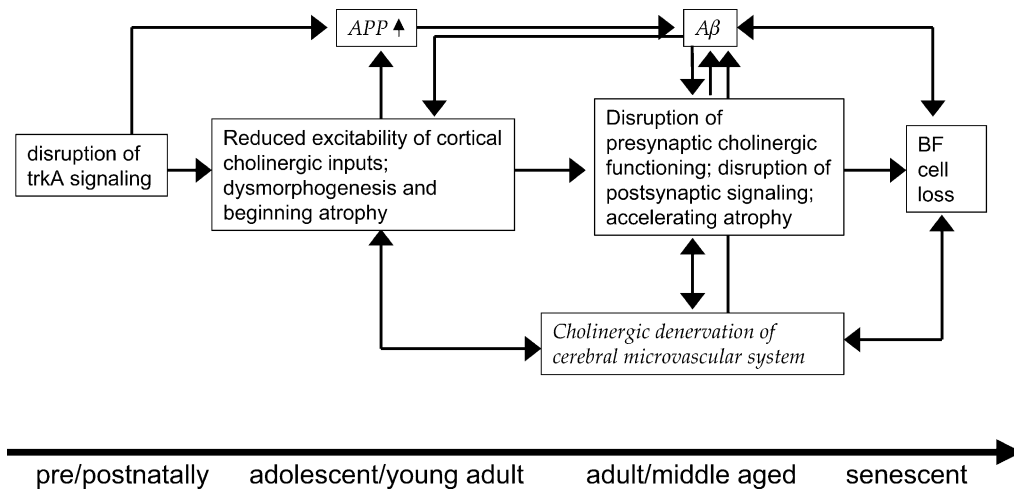 APP
Aβ
disruption of
trkA signaling
Reduced excitability of cortical
cholinergic inputs;
dysmorphogenesis and
beginning atrophy
Disruption of
presynaptic cholinergic
functioning; disruption of
postsynaptic signaling;
accelerating atrophy
BF
cell
loss
Cholinergic denervation of
cerebral microvascular system
pre/postnatally adolescent/young adult adult/middle aged senescent